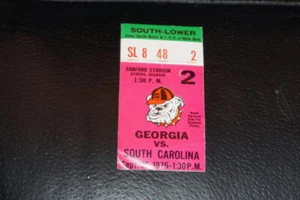 SOUTH-LOWER
SL 8 48 2
SANFORD STADIUM
ATHENS, GEORGIA
1:30 P. M.
2
GEORGIA
VS.
SOUTH CAROLINA
1976-1:30 P.M.